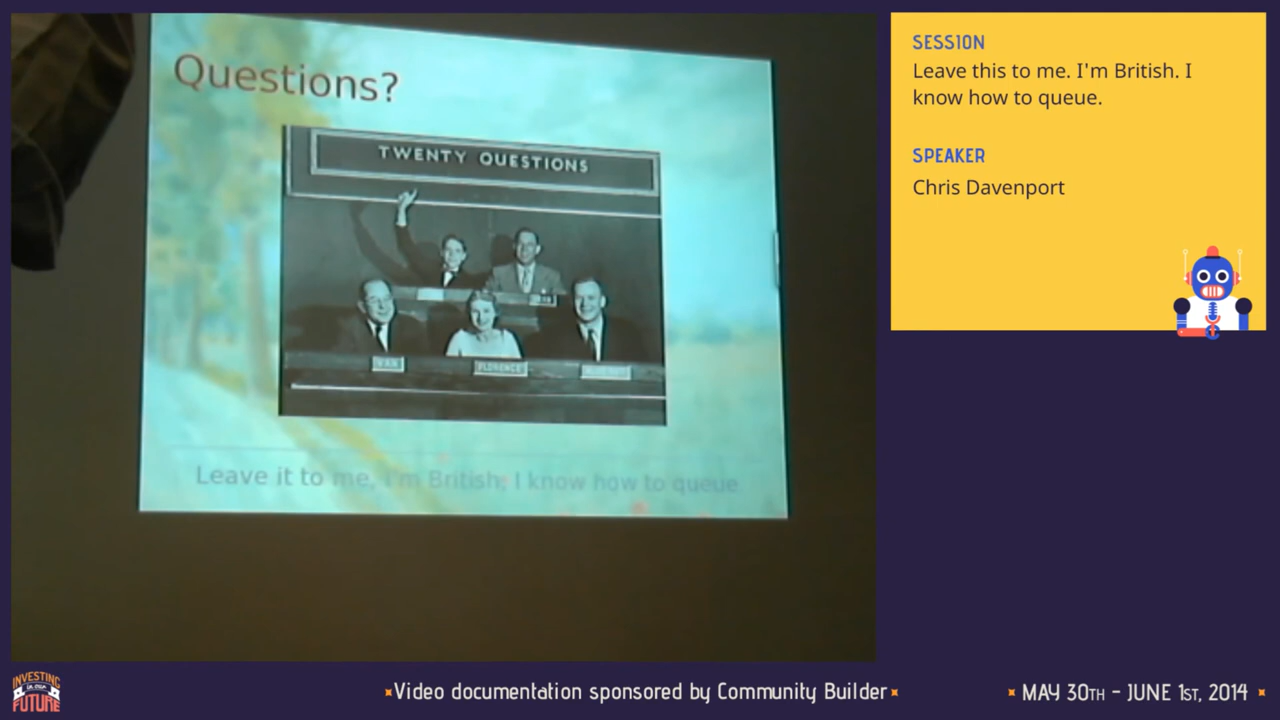 Questions?
TWENTY QUESTIONS
FLORENCE
Leave it to me, I'm British; I know how to queue
SESSION
Leave this to me. I'm British. I
know how to queue.
SPEAKER
Chris Davenport
INVESTING
IN OUR
FUTURE
Video documentation sponsored by Community Builder
MAY 30TH - JUNE 1ST, 2014